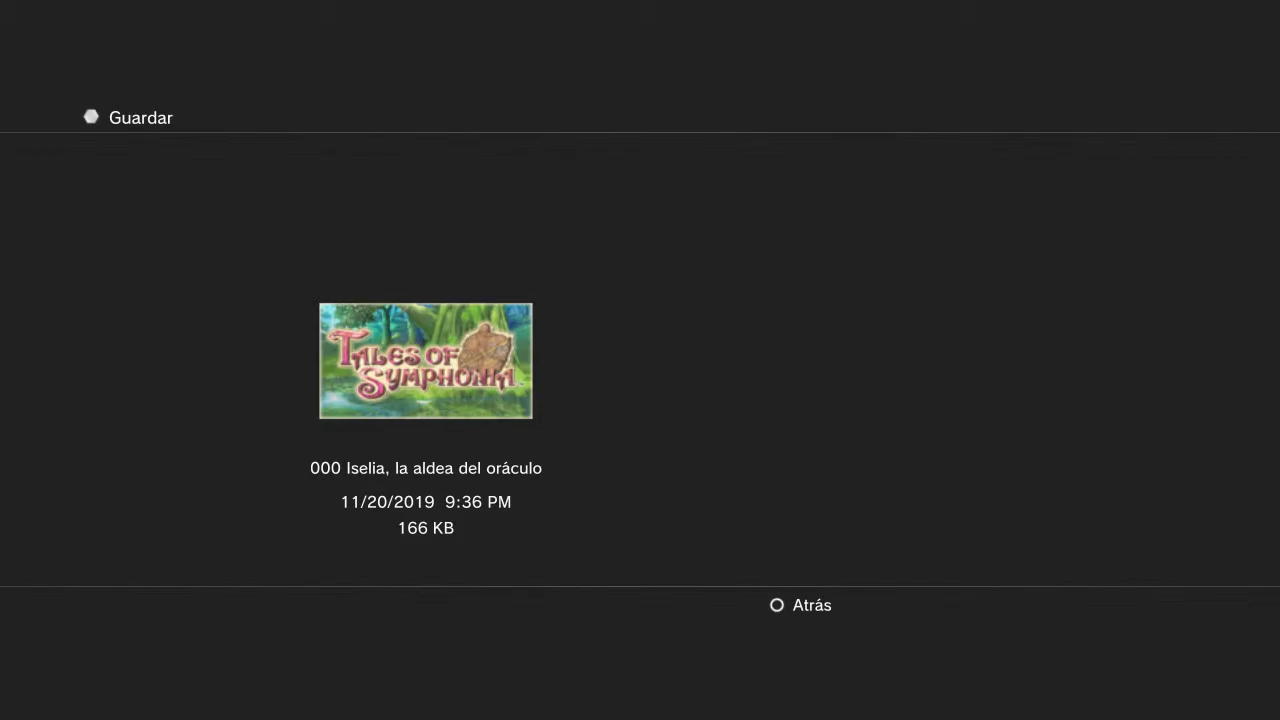 Guardar
TALES OF
SYMPHONIA
000 Iselia, la aldea del oráculo
11/20/2019 9:36 PM
166 KB
Atrás